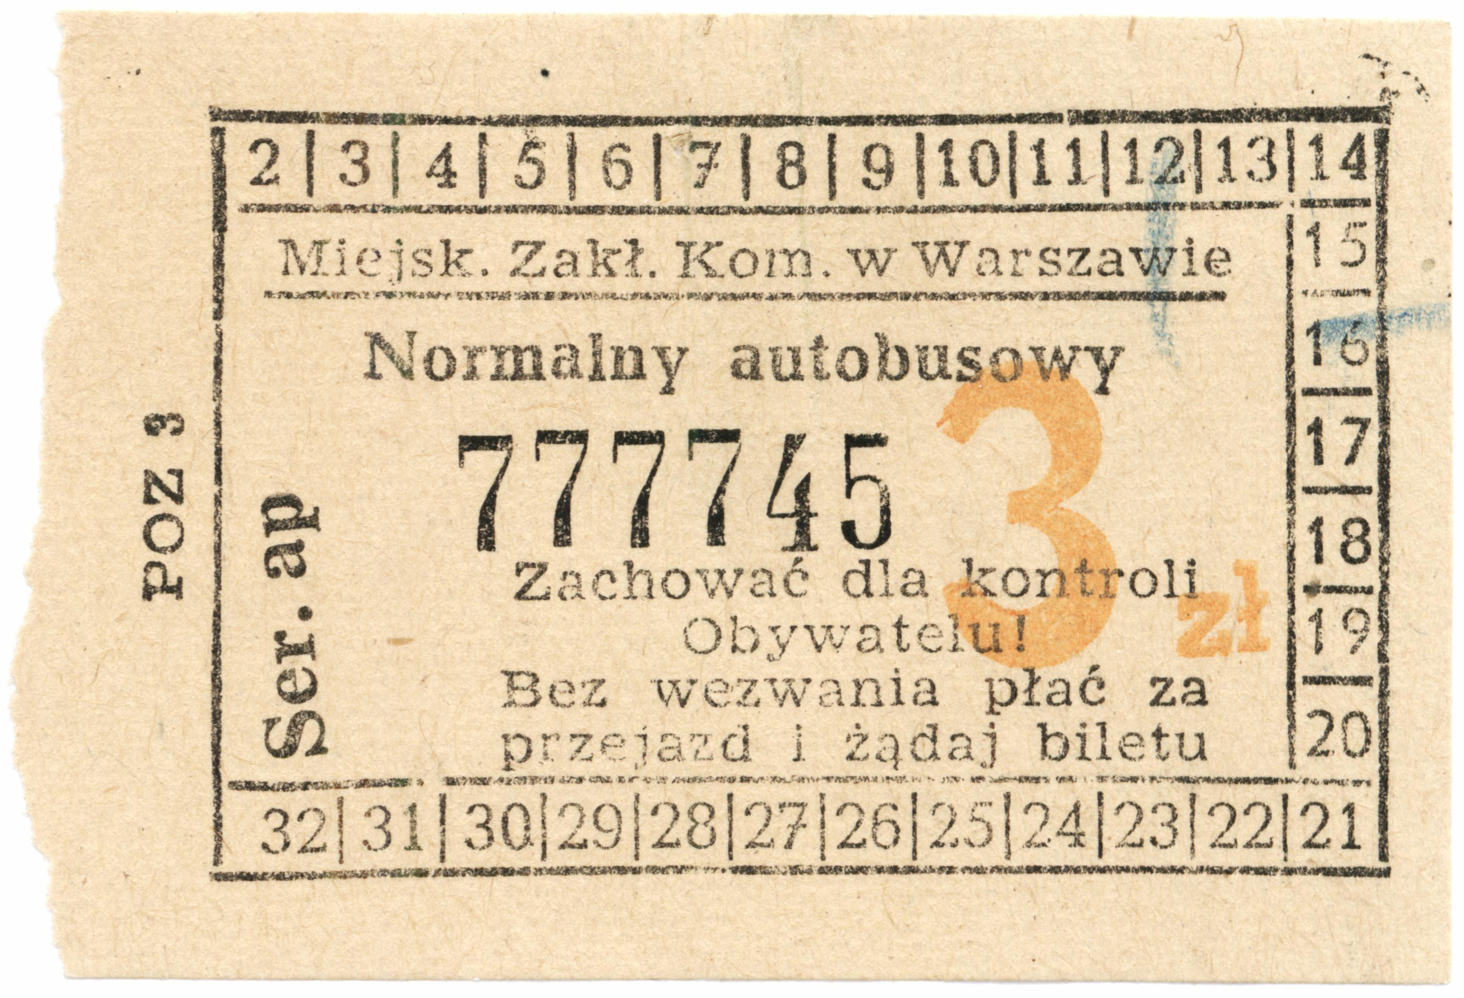 2 | 3 | 4 | 5 | 6 | 7 | 8 | 9 | 10 | 11 | 12 | 13 | 14
Miejsk. Zakł. Kom. w Warszawie
Normalny autobusowy
777745
3 zł
Zachować dla kontroli
Obywatelu!
Bez wezwania płać za
przejazd i żądaj biletu
Ser. ap
POZ 3
15
16
17
18
19
20
32 | 31 | 30 | 29 | 28 | 27 | 26 | 25 | 24 | 23 | 22 | 21